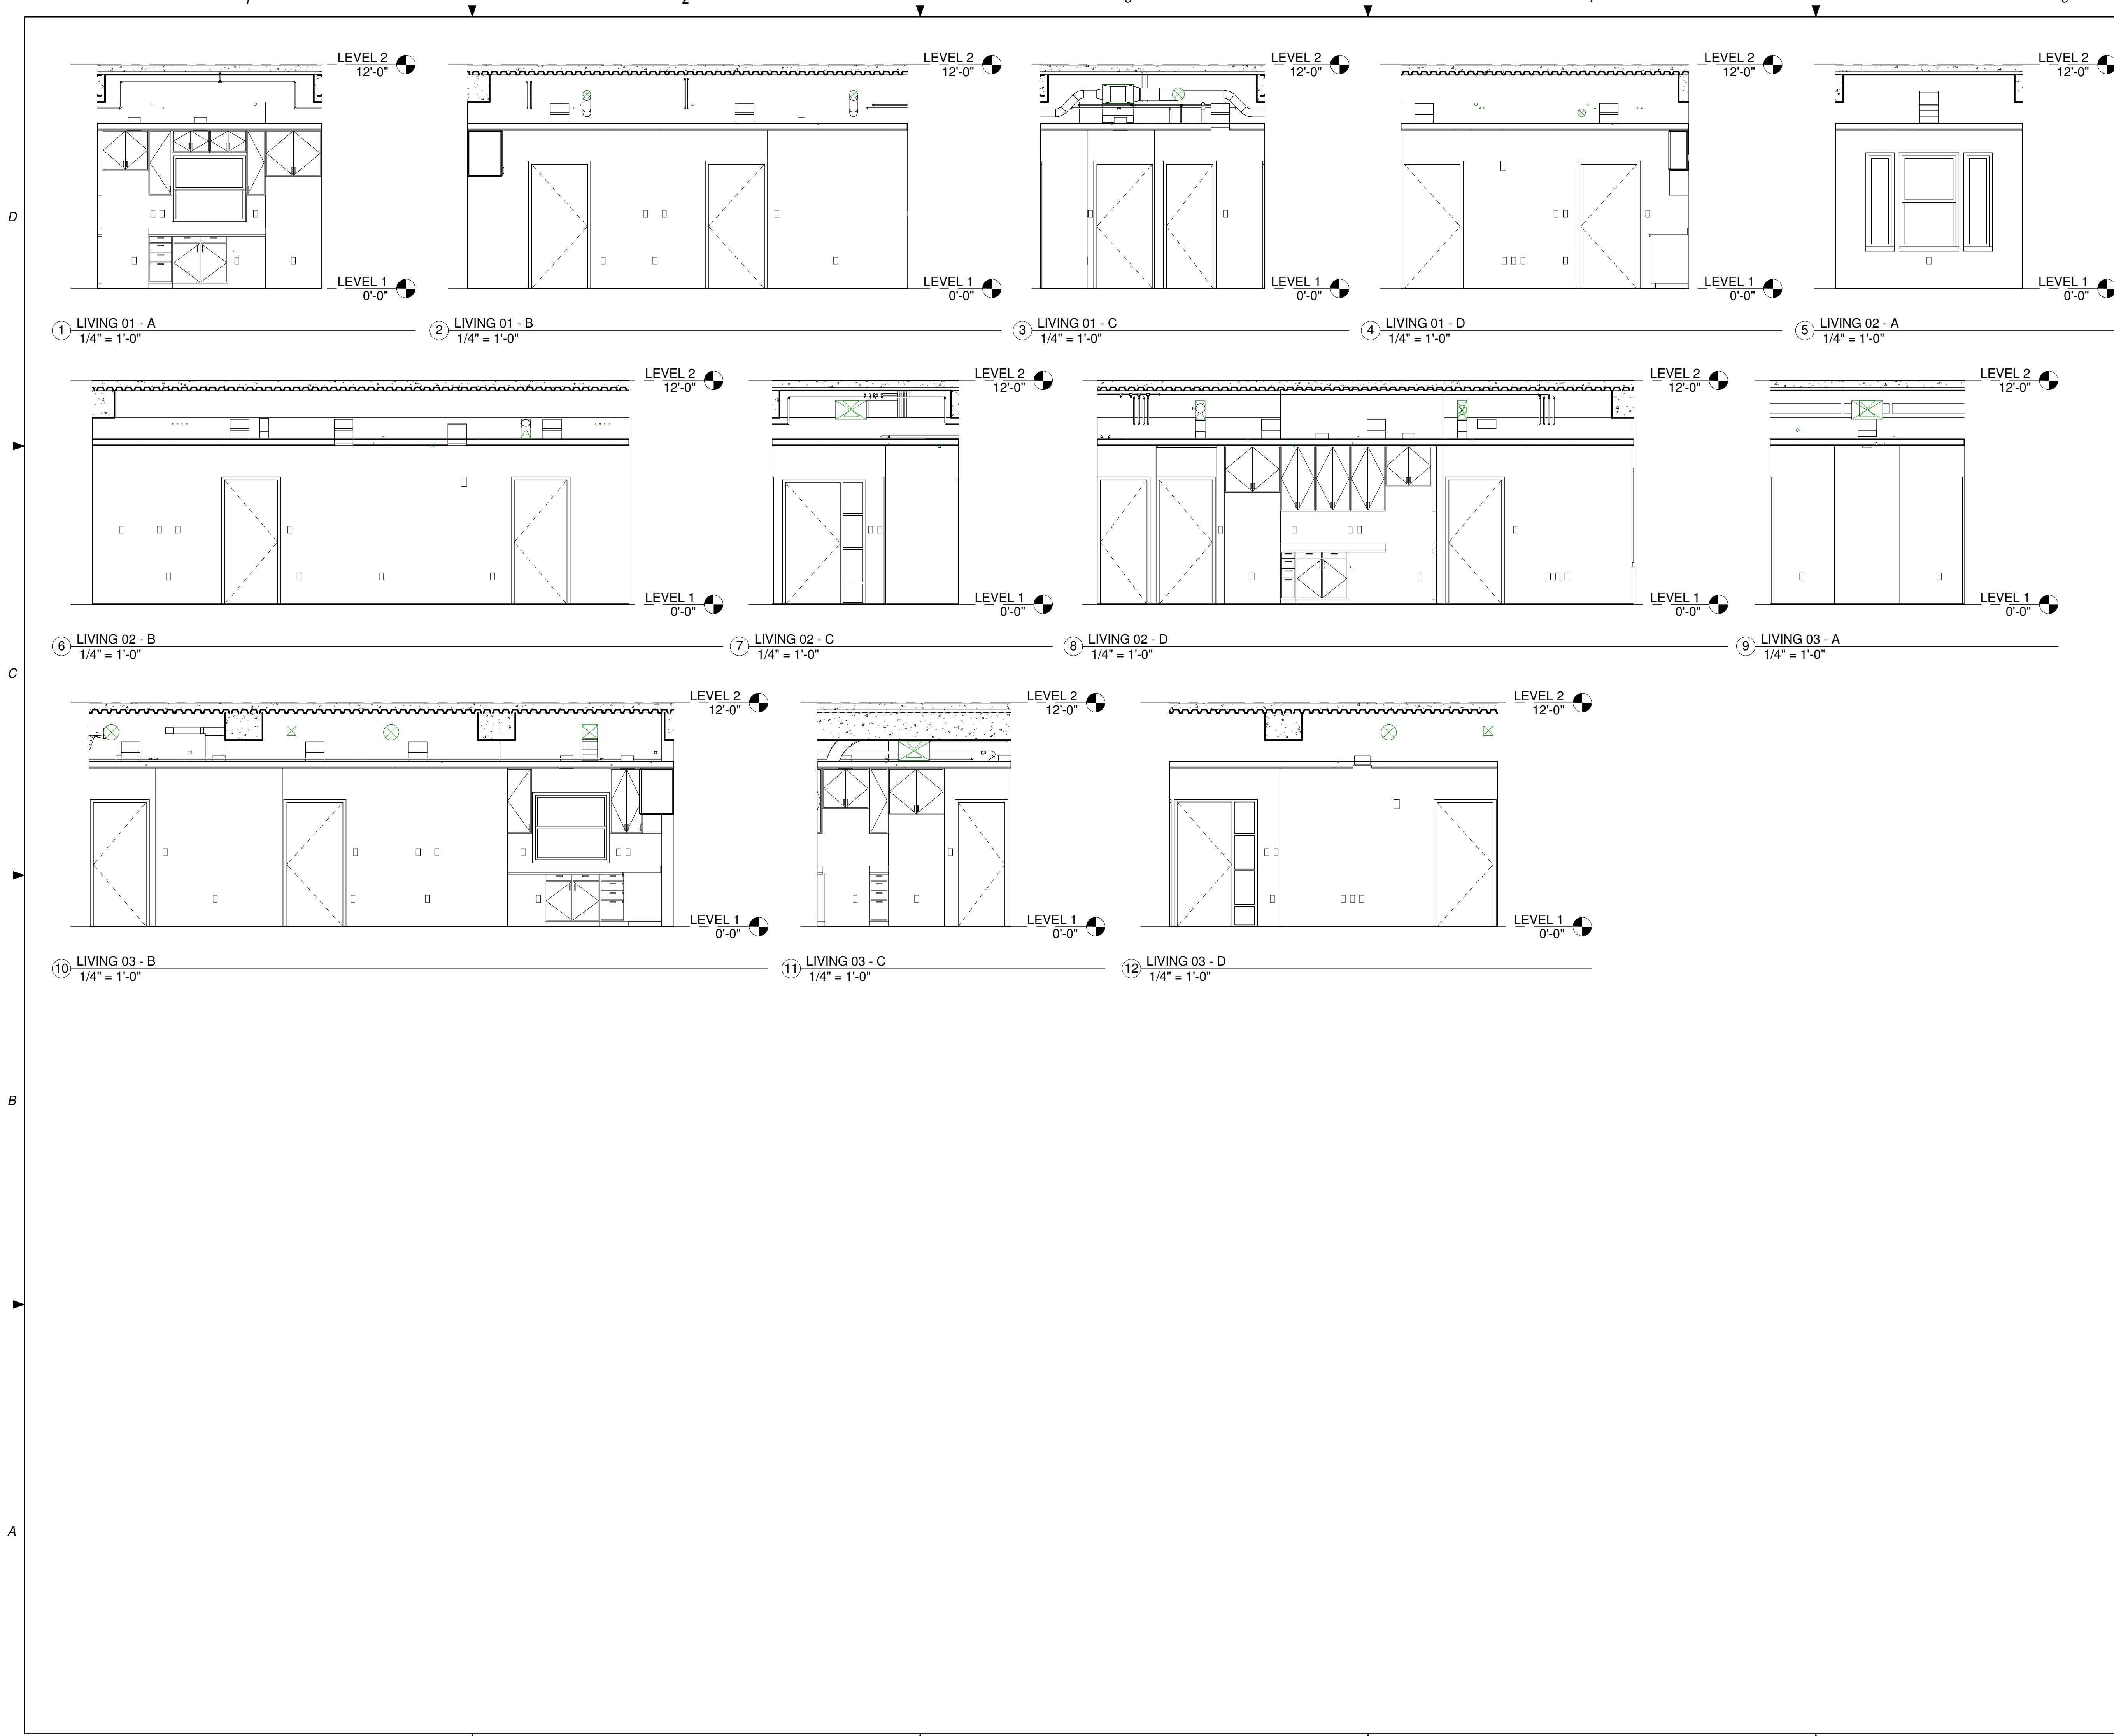 LEVEL 2
12'-0"
LEVEL 2
12'-0"
LEVEL 2
12'-0"
LEVEL 2
12'-0"
LEVEL 2
12'-0"
D
LEVEL 1
0'-0"
LEVEL 1
0'-0"
LEVEL 1
0'-0"
LEVEL 1
0'-0"
LEVEL 1
0'-0"
1 LIVING 01 - A
1/4" = 1'-0"
2 LIVING 01 - B
1/4" = 1'-0"
3 LIVING 01 - C
1/4" = 1'-0"
4 LIVING 01 - D
1/4" = 1'-0"
5 LIVING 02 - A
1/4" = 1'-0"
LEVEL 2
12'-0"
LEVEL 2
12'-0"
LEVEL 2
12'-0"
LEVEL 2
12'-0"
LEVEL 1
0'-0"
LEVEL 1
0'-0"
LEVEL 1
0'-0"
LEVEL 1
0'-0"
6 LIVING 02 - B
1/4" = 1'-0"
7 LIVING 02 - C
1/4" = 1'-0"
8 LIVING 02 - D
1/4" = 1'-0"
9 LIVING 03 - A
1/4" = 1'-0"
C
LEVEL 2
12'-0"
LEVEL 2
12'-0"
LEVEL 2
12'-0"
LEVEL 1
0'-0"
LEVEL 1
0'-0"
LEVEL 1
0'-0"
10 LIVING 03 - B
1/4" = 1'-0"
11 LIVING 03 - C
1/4" = 1'-0"
12 LIVING 03 - D
1/4" = 1'-0"
B
A